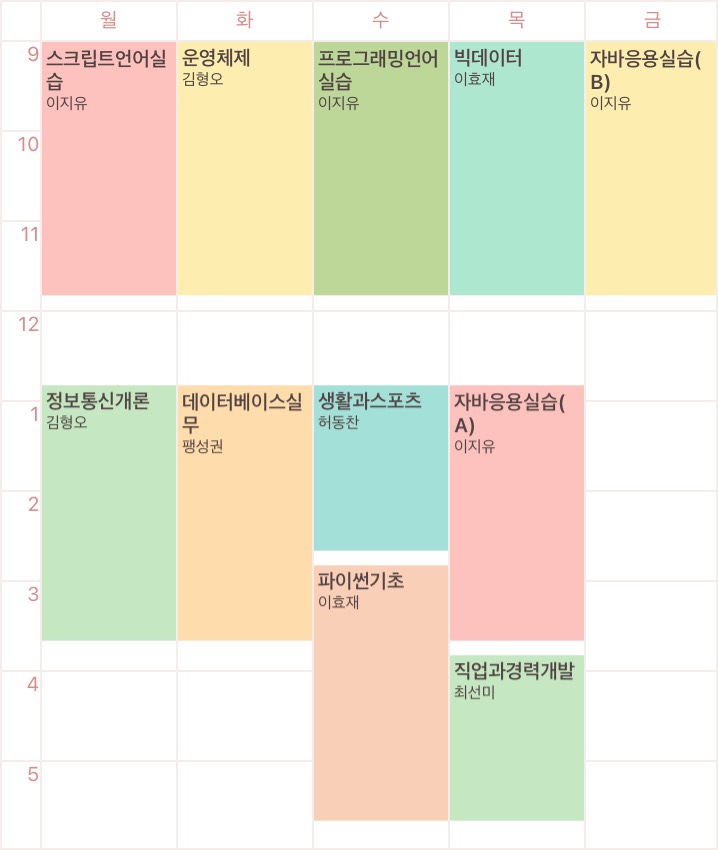 월 화 수 목 금
9
스크립트언어실
습
이지유
운영체제
김형오
프로그래밍언어
실습
이지유
빅데이터
이효재
자바응용실습(
B)
이지유
10
11
12
정보통신개론
김형오
데이터베이스실
무
팽성권
생활과스포츠
허동찬
자바응용실습(
A)
이지유
1
2
파이썬기초
이효재
3
직업과경력개발
최선미
4
5